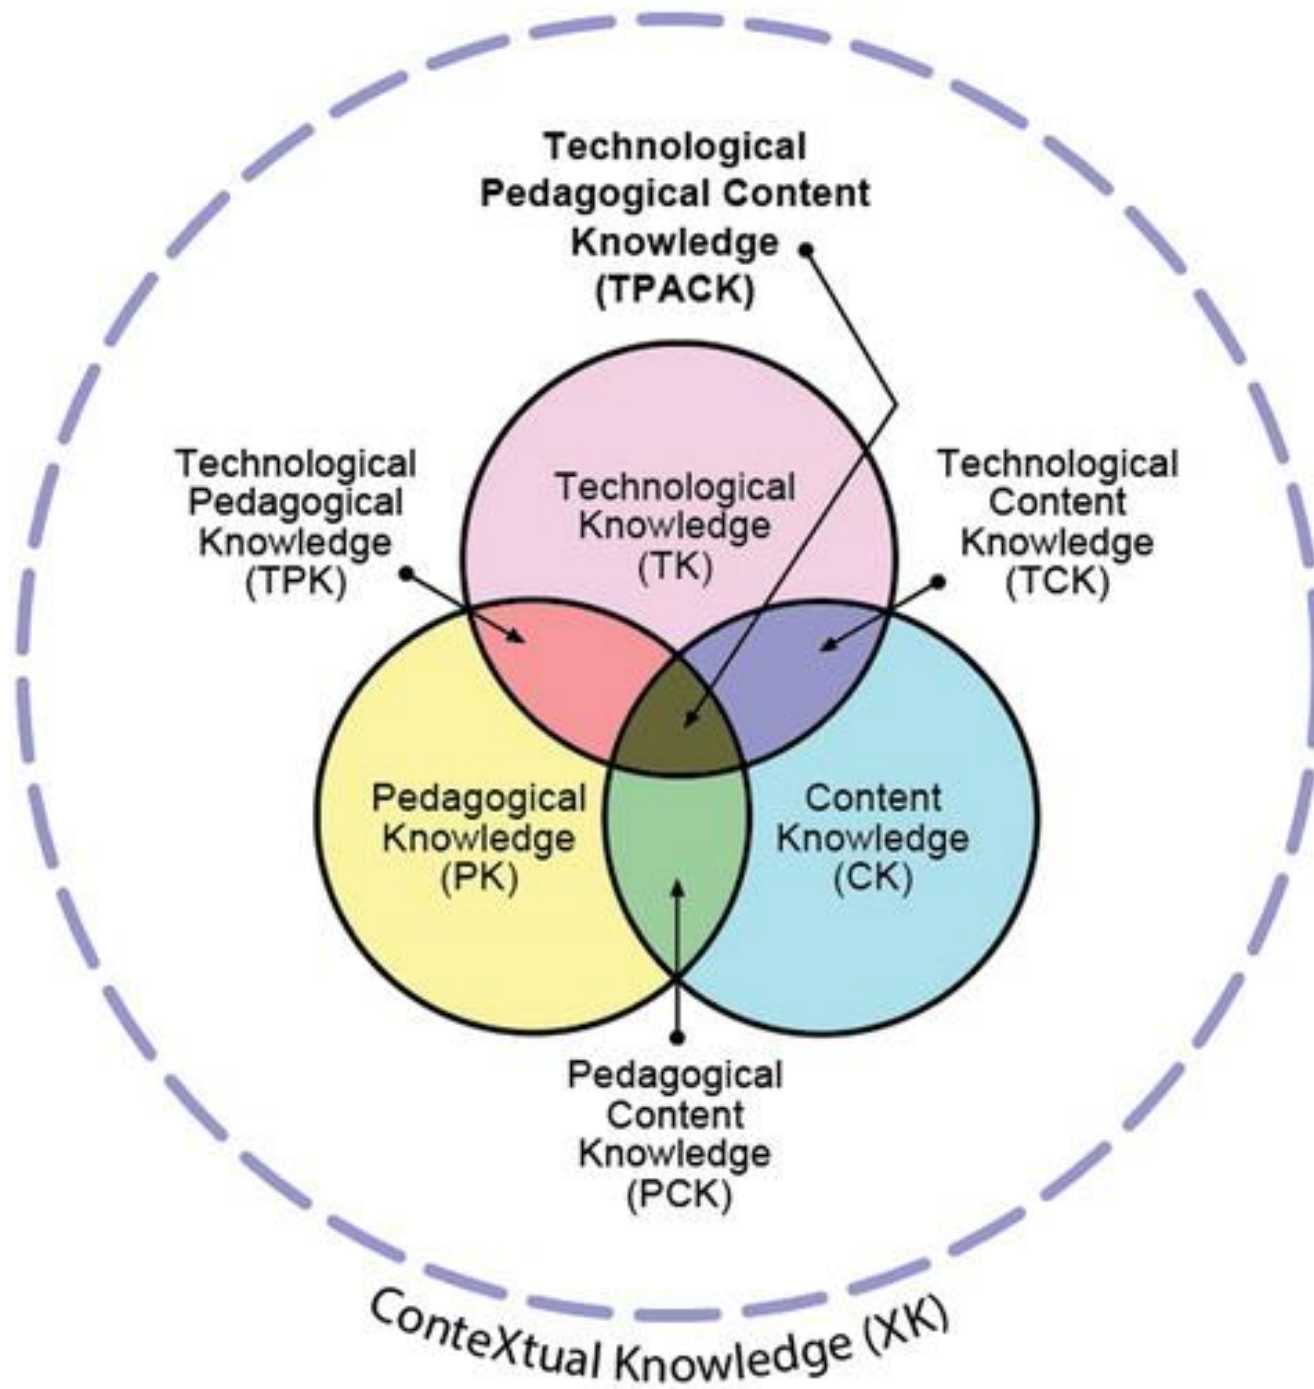 Technological
Pedagogical Content
Knowledge
(TPACK)
Technological
Pedagogical
Knowledge
(TPK)
Technological
Knowledge
(TK)
Technological
Content
Knowledge
(TCK)
Pedagogical
Knowledge
(PK)
Content
Knowledge
(CK)
Pedagogical
Content
Knowledge
(PCK)
ConteXtual Knowledge (XK)